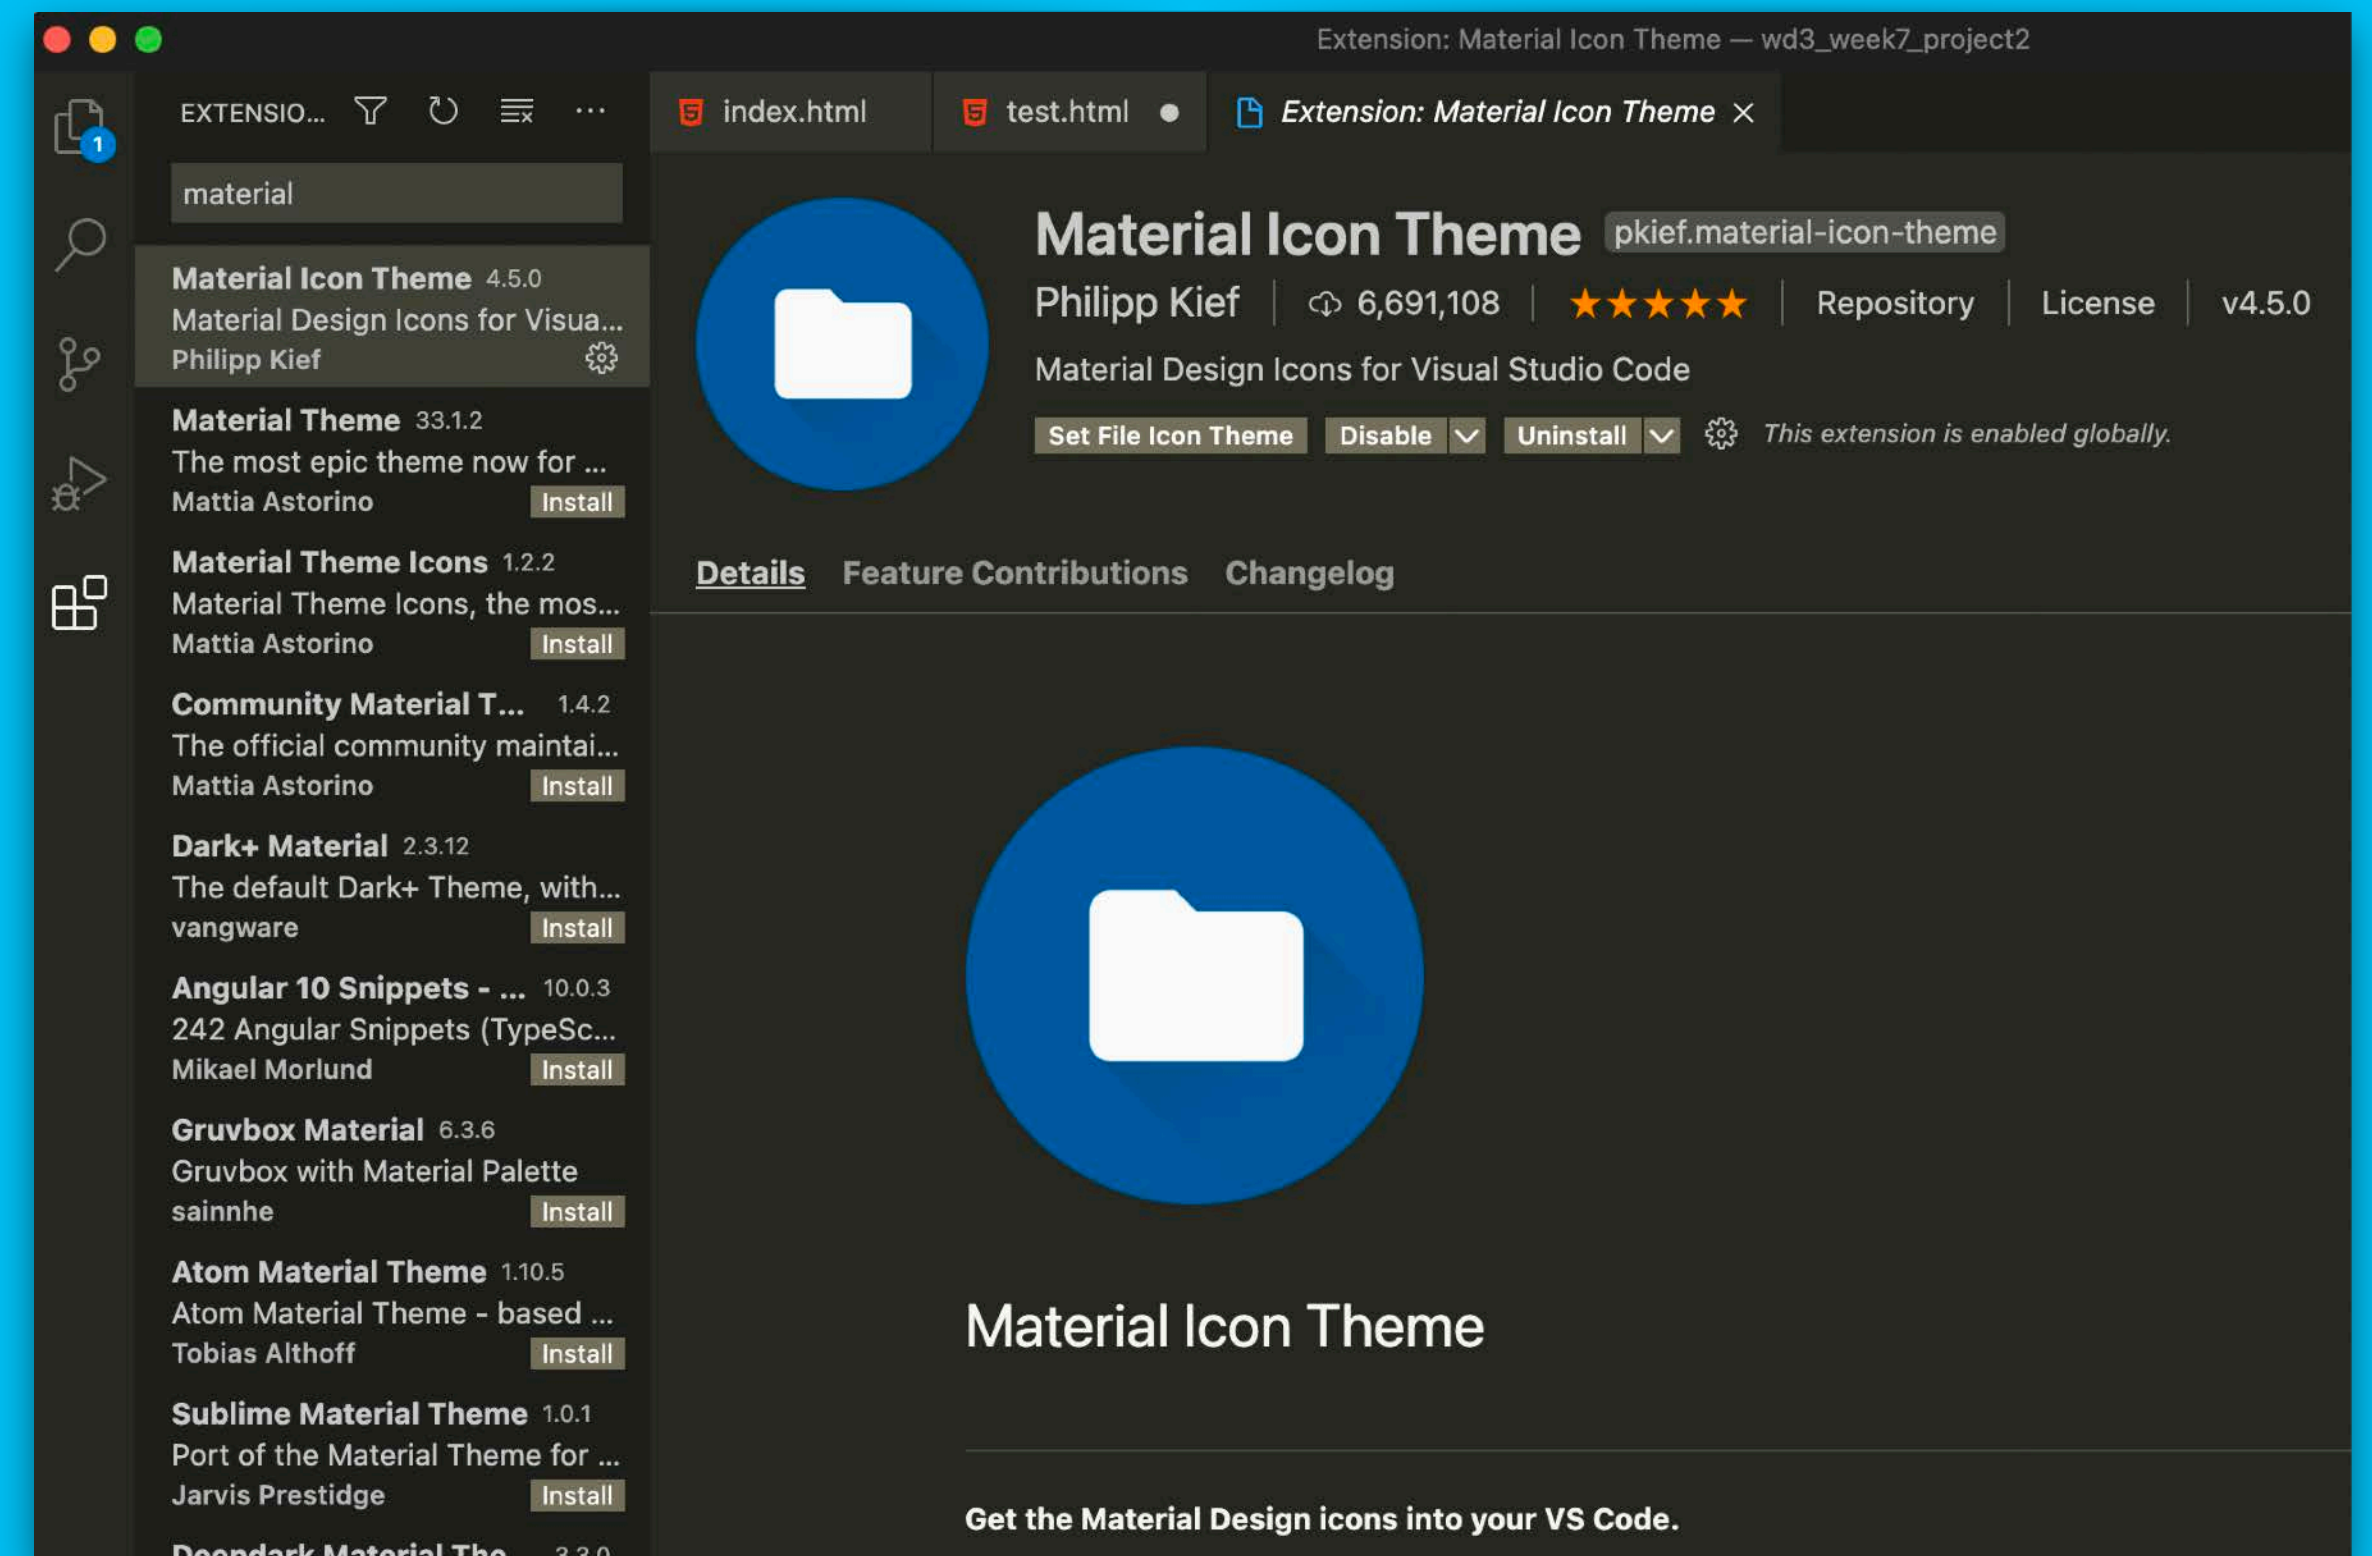 Extension: Material Icon Theme — wd3_week7_project2
1
EXTENSIO...
index.html
test.html
Extension: Material Icon Theme
material
Material Icon Theme 4.5.0
Material Design Icons for Visua...
Philipp Kief
Material Theme 33.1.2
The most epic theme now for ...
Mattia Astorino Install
Material Theme Icons 1.2.2
Material Theme Icons, the mos...
Mattia Astorino Install
Community Material T... 1.4.2
The official community maintai...
Mattia Astorino Install
Dark+ Material 2.3.12
The default Dark+ Theme, with...
vangware Install
Angular 10 Snippets - ... 10.0.3
242 Angular Snippets (TypeSc...
Mikael Morlund Install
Gruvbox Material 6.3.6
Gruvbox with Material Palette
sainnhe Install
Atom Material Theme 1.10.5
Atom Material Theme - based ...
Tobias Althoff Install
Sublime Material Theme 1.0.1
Port of the Material Theme for ...
Jarvis Prestidge Install
Material Icon Theme pkief.material-icon-theme
Philipp Kief 6,691,108 Repository License v4.5.0
Material Design Icons for Visual Studio Code
Set File Icon Theme Disable Uninstall This extension is enabled globally.
Details Feature Contributions Changelog
Material Icon Theme
Get the Material Design icons into your VS Code.